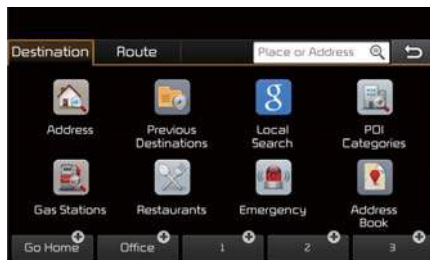 Destination
Route
Place or Address
g
Address
Previous
Destinations
Local
Search
POI
Categories
Gas Stations
Restaurants
Emergency
Address
Book
Go Home
Office
1
2
3